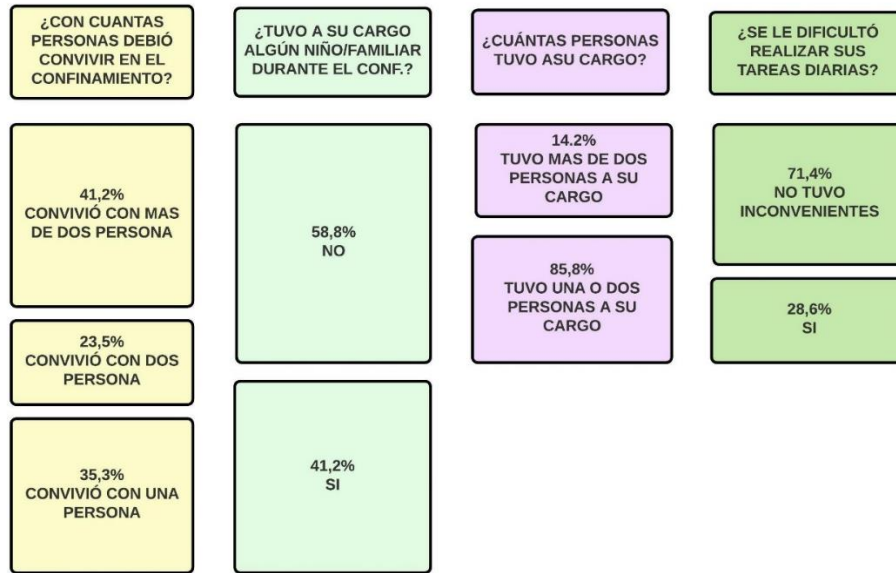 ¿CON CUANTAS
PERSONAS DEBIÓ
CONVIVIR EN EL
CONFINAMIENTO?
41,2%
CONVIVIÓ CON MAS
DE DOS PERSONA
23,5%
CONVIVIÓ CON DOS
PERSONA
35,3%
CONVIVIÓ CON UNA
PERSONA
¿TUVO A SU CARGO
ALGÚN NIÑO/FAMILIAR
DURANTE EL CONF.?
58,8%
NO
41,2%
SI
¿CUÁNTAS PERSONAS
TUVO ASU CARGO?
14.2%
TUVO MAS DE DOS
PERSONAS A SU
CARGO
85,8%
TUVO UNA O DOS
PERSONAS A SU
CARGO
¿SE LE DIFICULTÓ
REALIZAR SUS
TAREAS DIARIAS?
71,4%
NO TUVO
INCONVENIENTES
28,6%
SI